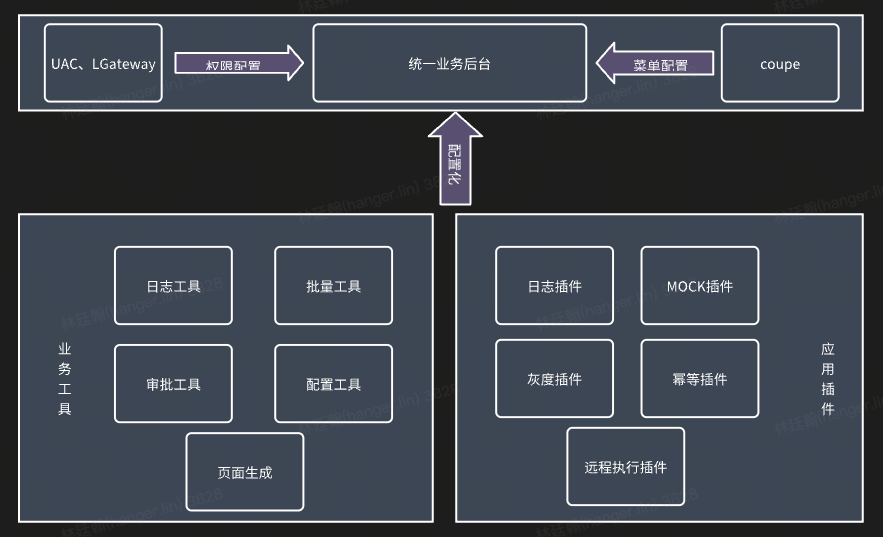 UAC、LGateway
权限配置
统一业务后台
菜单配置
coupe
配置化
业务工具
日志工具
批量工具
审批工具
配置工具
页面生成
日志插件
MOCK插件
灰度插件
幂等插件
远程执行插件
应用插件
林廷翰(hanger.lin) 3828